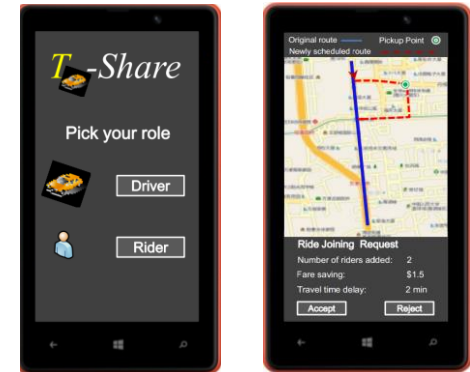 T -Share
Pick your role
Driver
Rider
Original route
Pickup Point
Newly scheduled route
Ride Joining Request
Number of riders added: 2
Fare saving: $1.5
Travel time delay: 2 min
Accept
Reject